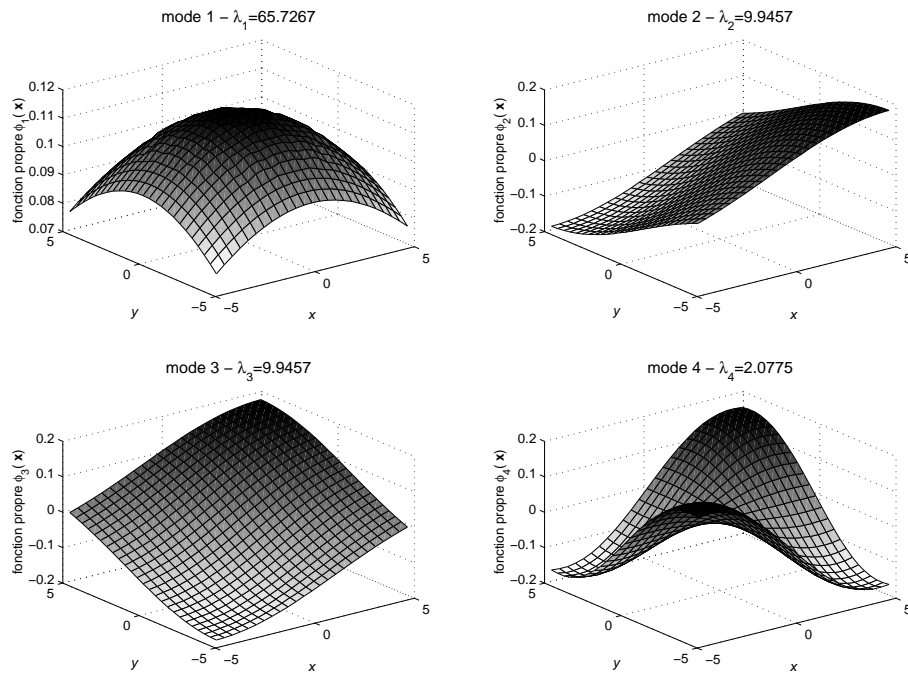 mode 1 − λ1=65.7267
fonction propre ϕ1( x)
0.12
0.11
0.1
0.09
0.08
0.07
5
0
−5
y
−5
0
5
x
mode 2 − λ2=9.9457
fonction propre ϕ2( x)
0.2
0.1
0
−0.1
−0.2
5
0
−5
y
−5
0
5
x
mode 3 − λ3=9.9457
fonction propre ϕ3( x)
0.2
0.1
0
−0.1
−0.2
5
0
−5
y
−5
0
5
x
mode 4 − λ4=2.0775
fonction propre ϕ4( x)
0.2
0.1
0
−0.1
−0.2
5
0
−5
y
−5
0
5
x